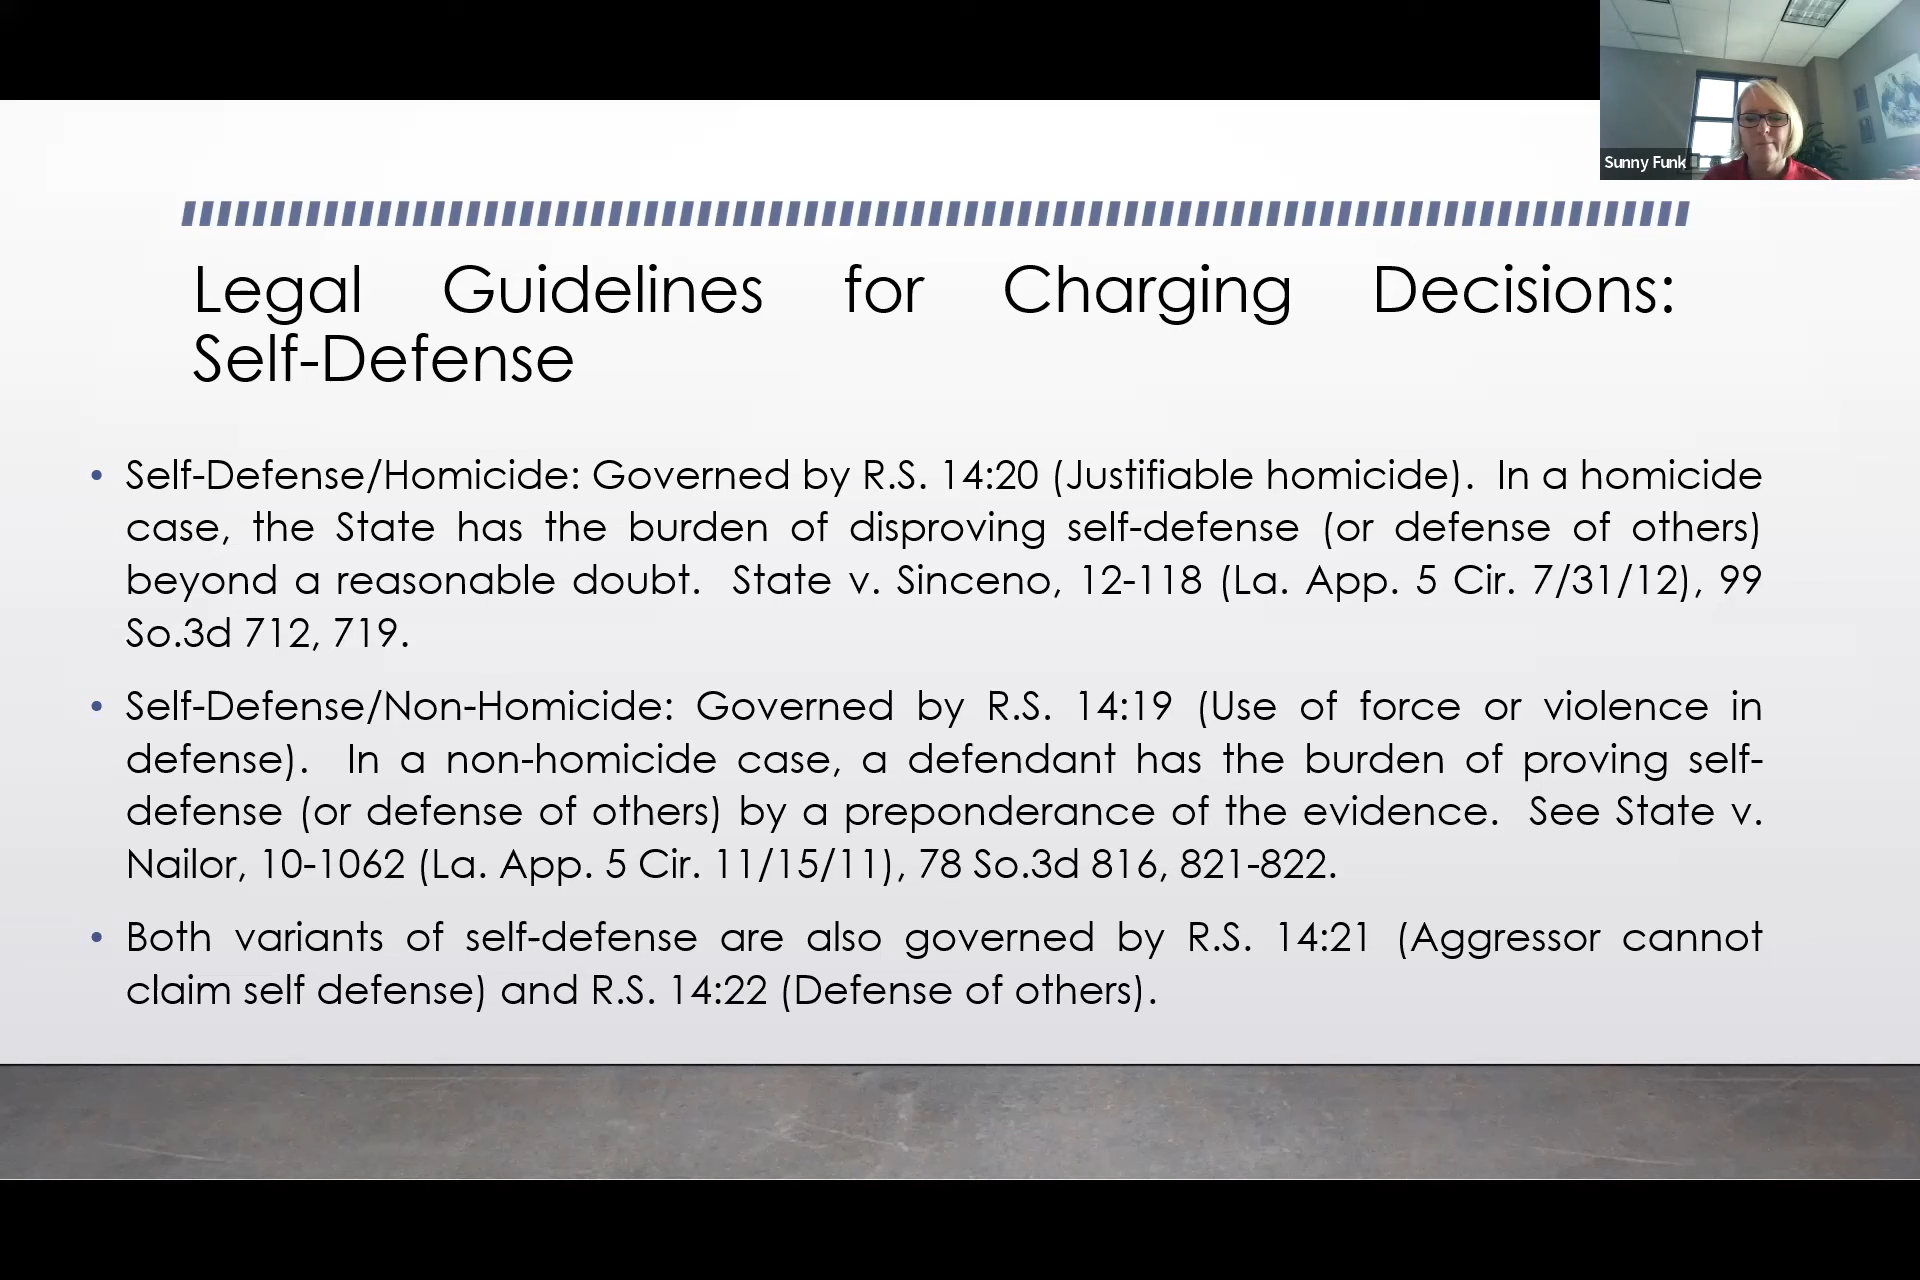 Sunny Funk
Legal Guidelines for Charging Decisions:
Self-Defense
• Self-Defense/Homicide: Governed by R.S. 14:20 (Justifiable homicide). In a homicide
case, the State has the burden of disproving self-defense (or defense of others)
beyond a reasonable doubt. State v. Sinceno, 12-118 (La. App. 5 Cir. 7/31/12), 99
So.3d 712, 719.
• Self-Defense/Non-Homicide: Governed by R.S. 14:19 (Use of force or violence in
defense). In a non-homicide case, a defendant has the burden of proving self-
defense (or defense of others) by a preponderance of the evidence. See State v.
Nailor, 10-1062 (La. App. 5 Cir. 11/15/11), 78 So.3d 816, 821-822.
• Both variants of self-defense are also governed by R.S. 14:21 (Aggressor cannot
claim self defense) and R.S. 14:22 (Defense of others).